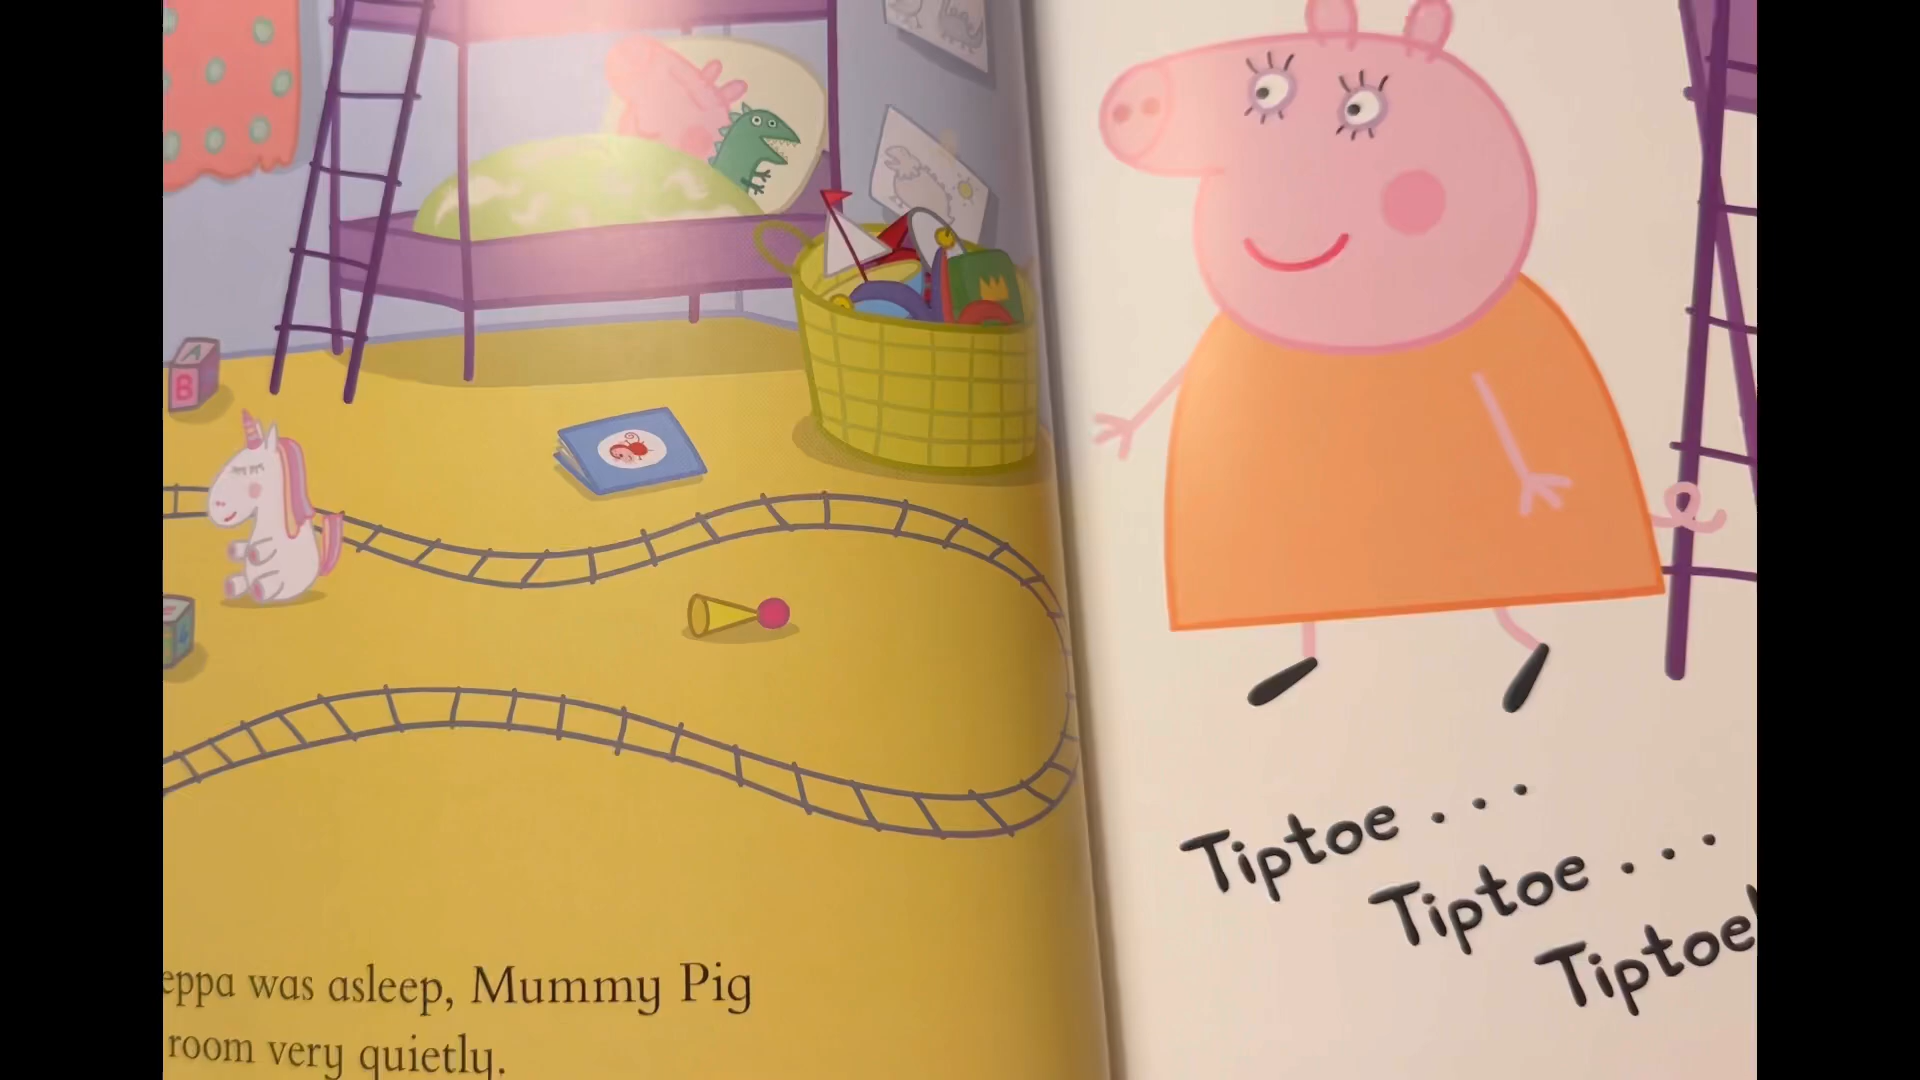 A
B
eppa was asleep, Mummy Pig
room very quietly.
Tiptoe . . .
Tiptoe . . .
Tiptoe!